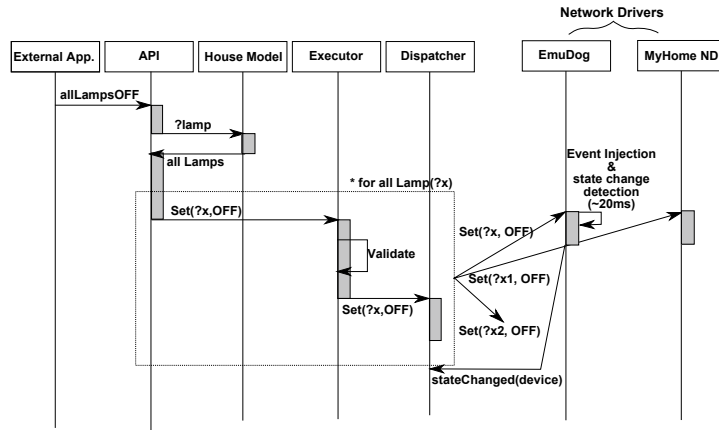 Network Drivers
External App.
API
House Model
Executor
Dispatcher
EmuDog
MyHome ND
allLampsOFF
?lamp
all Lamps
* for all Lamp(?x)
Event Injection
&
state change
detection
(~20ms)
Set(?x,OFF)
Set(?x, OFF)
Validate
Set(?x1, OFF)
Set(?x,OFF)
Set(?x2, OFF)
stateChanged(device)